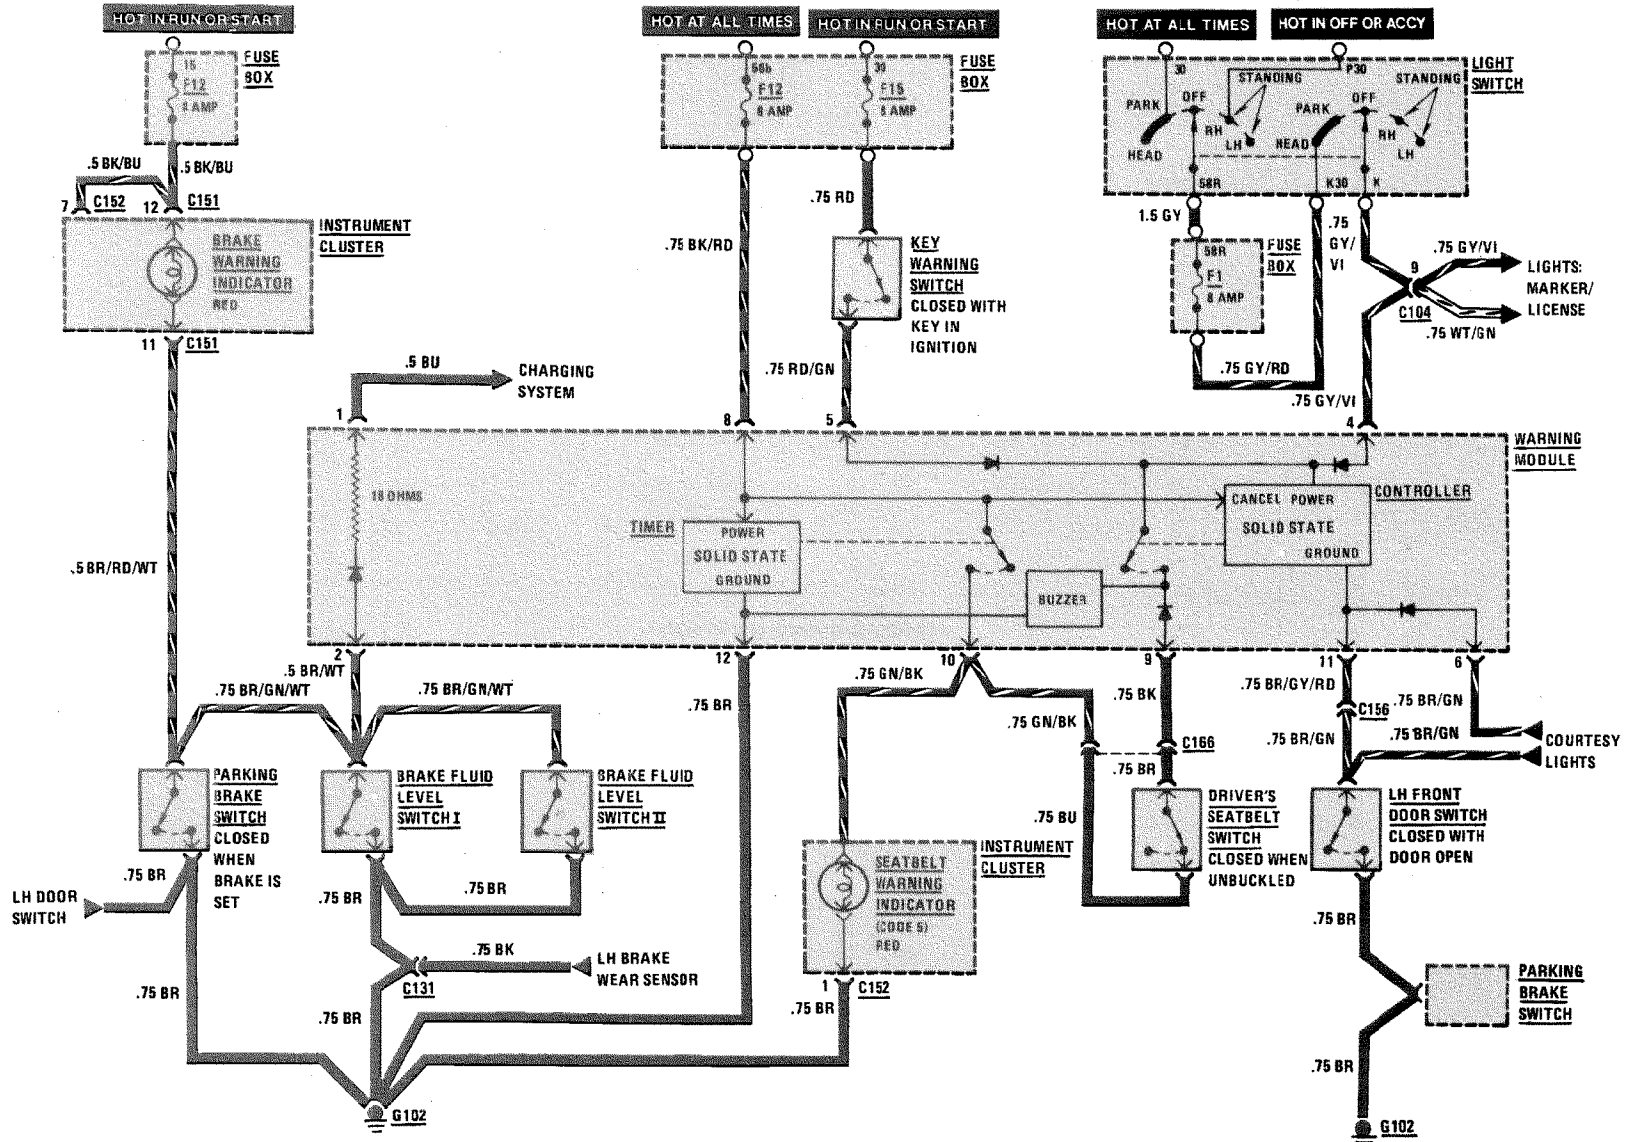 HOT IN RUN OR START
HOT AT ALL TIMES
HOT IN RUN OR START
HOT AT ALL TIMES
HOT IN OFF OR ACCY
15
F12
8 AMP
FUSE
BOX
.5 BK/BU
.5 BK/BU
7
C152
12
C151
BRAKE
WARNING
INDICATOR
RED
INSTRUMENT
CLUSTER
11
C151
56b
F12
8 AMP
30
F15
8 AMP
FUSE
BOX
.75 BK/RD
.75 RD
KEY
WARNING
SWITCH
CLOSED WITH
KEY IN
IGNITION
.75 RD/GN
30
P30
STANDING
STANDING
LIGHT
SWITCH
PARK
OFF
RH
LH
HEAD
PARK
OFF
RH
LH
HEAD
58R
K30
K
1.5 GY
58R
F1
8 AMP
FUSE
BOX
.75
GY/
VI
9
C104
.75 GY/VI
.75 WT/GN
LIGHTS:
MARKER/
LICENSE
.75 GY/RD
.75 GY/VI
.5 BU
CHARGING
SYSTEM
1
8
5
4
WARNING
MODULE
18 OHMS
TIMER
POWER
SOLID STATE
GROUND
BUZZER
CANCEL POWER
SOLID STATE
GROUND
CONTROLLER
.5 BR/RD/WT
2
12
10
9
11
6
.5 BR/WT
.75 BR/GN/WT
.75 BR/GN/WT
.75 BR
.75 GN/BK
.75 GN/BK
.75 BK
C166
.75 BR
.75 BU
.75 BR/GY/RD
C156
.75 BR/GN
.75 BR/GN
.75 BR/GN
COURTESY
LIGHTS
PARKING
BRAKE
SWITCH
CLOSED
WHEN
BRAKE IS
SET
BRAKE FLUID
LEVEL
SWITCH I
BRAKE FLUID
LEVEL
SWITCH II
.75 BR
LH DOOR
SWITCH
.75 BR
.75 BR
.75 BR
.75 BK
LH BRAKE
WEAR SENSOR
C131
.75 BR
G102
SEATBELT
WARNING
INDICATOR
(CODE 5)
RED
INSTRUMENT
CLUSTER
1
C152
.75 BR
DRIVER'S
SEATBELT
SWITCH
CLOSED WHEN
UNBUCKLED
LH FRONT
DOOR SWITCH
CLOSED WITH
DOOR OPEN
.75 BR
PARKING
BRAKE
SWITCH
.75 BR
G102